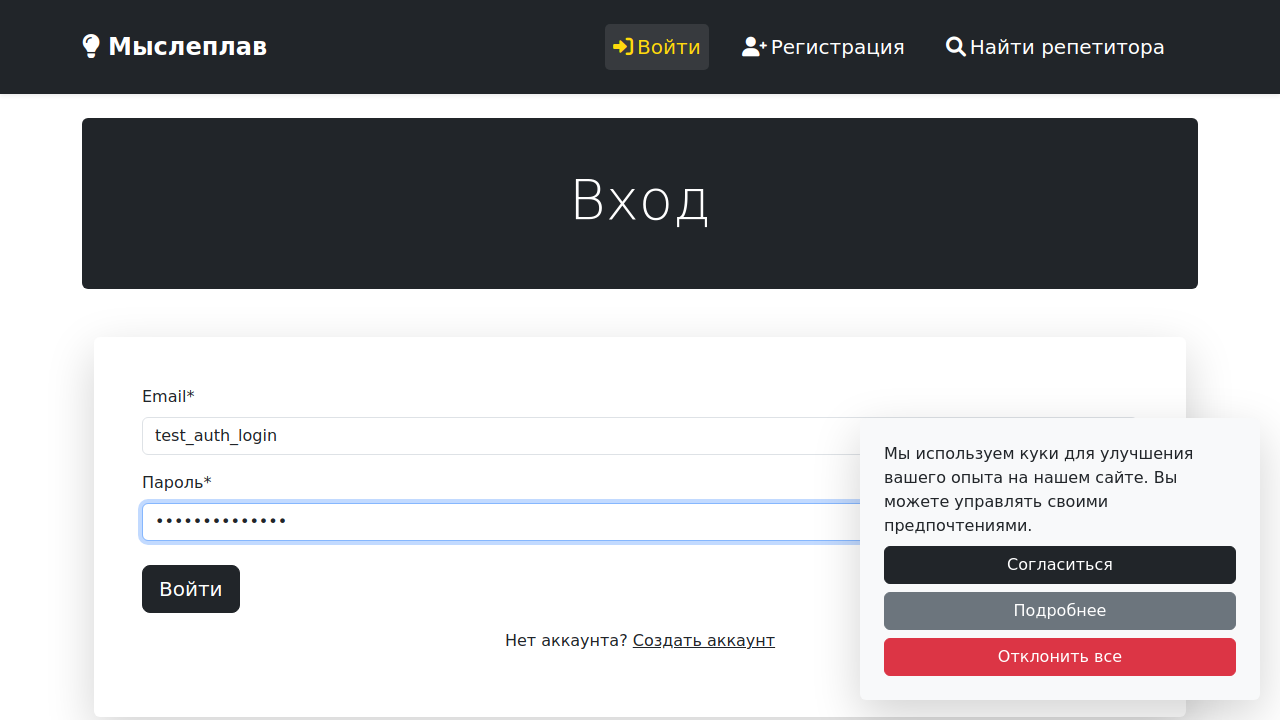 Мыслеплав
Войти
Регистрация
Найти репетитора
Вход
Email*
test_auth_login
Пароль*
••••••••••••••
Войти
Нет аккаунта? Создать аккаунт
Мы используем куки для улучшения
вашего опыта на нашем сайте. Вы
можете управлять своими
предпочтениями.
Согласиться
Подробнее
Отклонить все